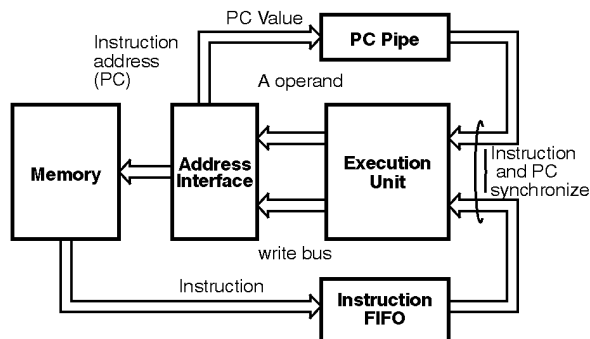 PC Value
Instruction
address
(PC)
PC Pipe
A operand
Memory
Address
Interface
Execution
Unit
Instruction
and PC
synchronize
write bus
Instruction
Instruction
FIFO